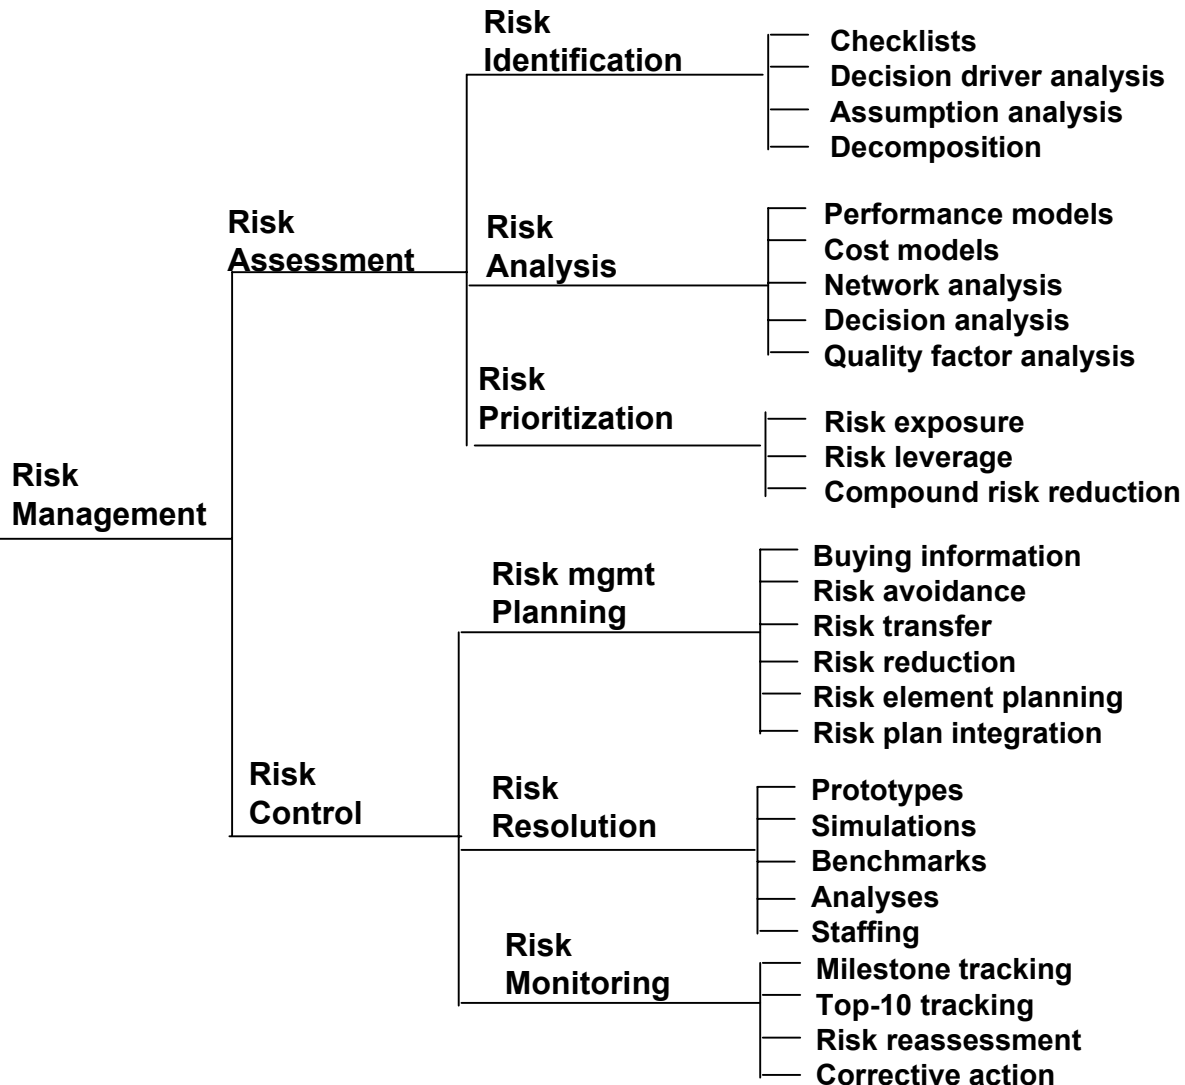 Risk
Management
Risk
Assessment
Risk
Identification
Checklists
Decision driver analysis
Assumption analysis
Decomposition
Risk
Analysis
Performance models
Cost models
Network analysis
Decision analysis
Quality factor analysis
Risk
Prioritization
Risk exposure
Risk leverage
Compound risk reduction
Risk
Control
Risk mgmt
Planning
Buying information
Risk avoidance
Risk transfer
Risk reduction
Risk element planning
Risk plan integration
Risk
Resolution
Prototypes
Simulations
Benchmarks
Analyses
Staffing
Risk
Monitoring
Milestone tracking
Top-10 tracking
Risk reassessment
Corrective action